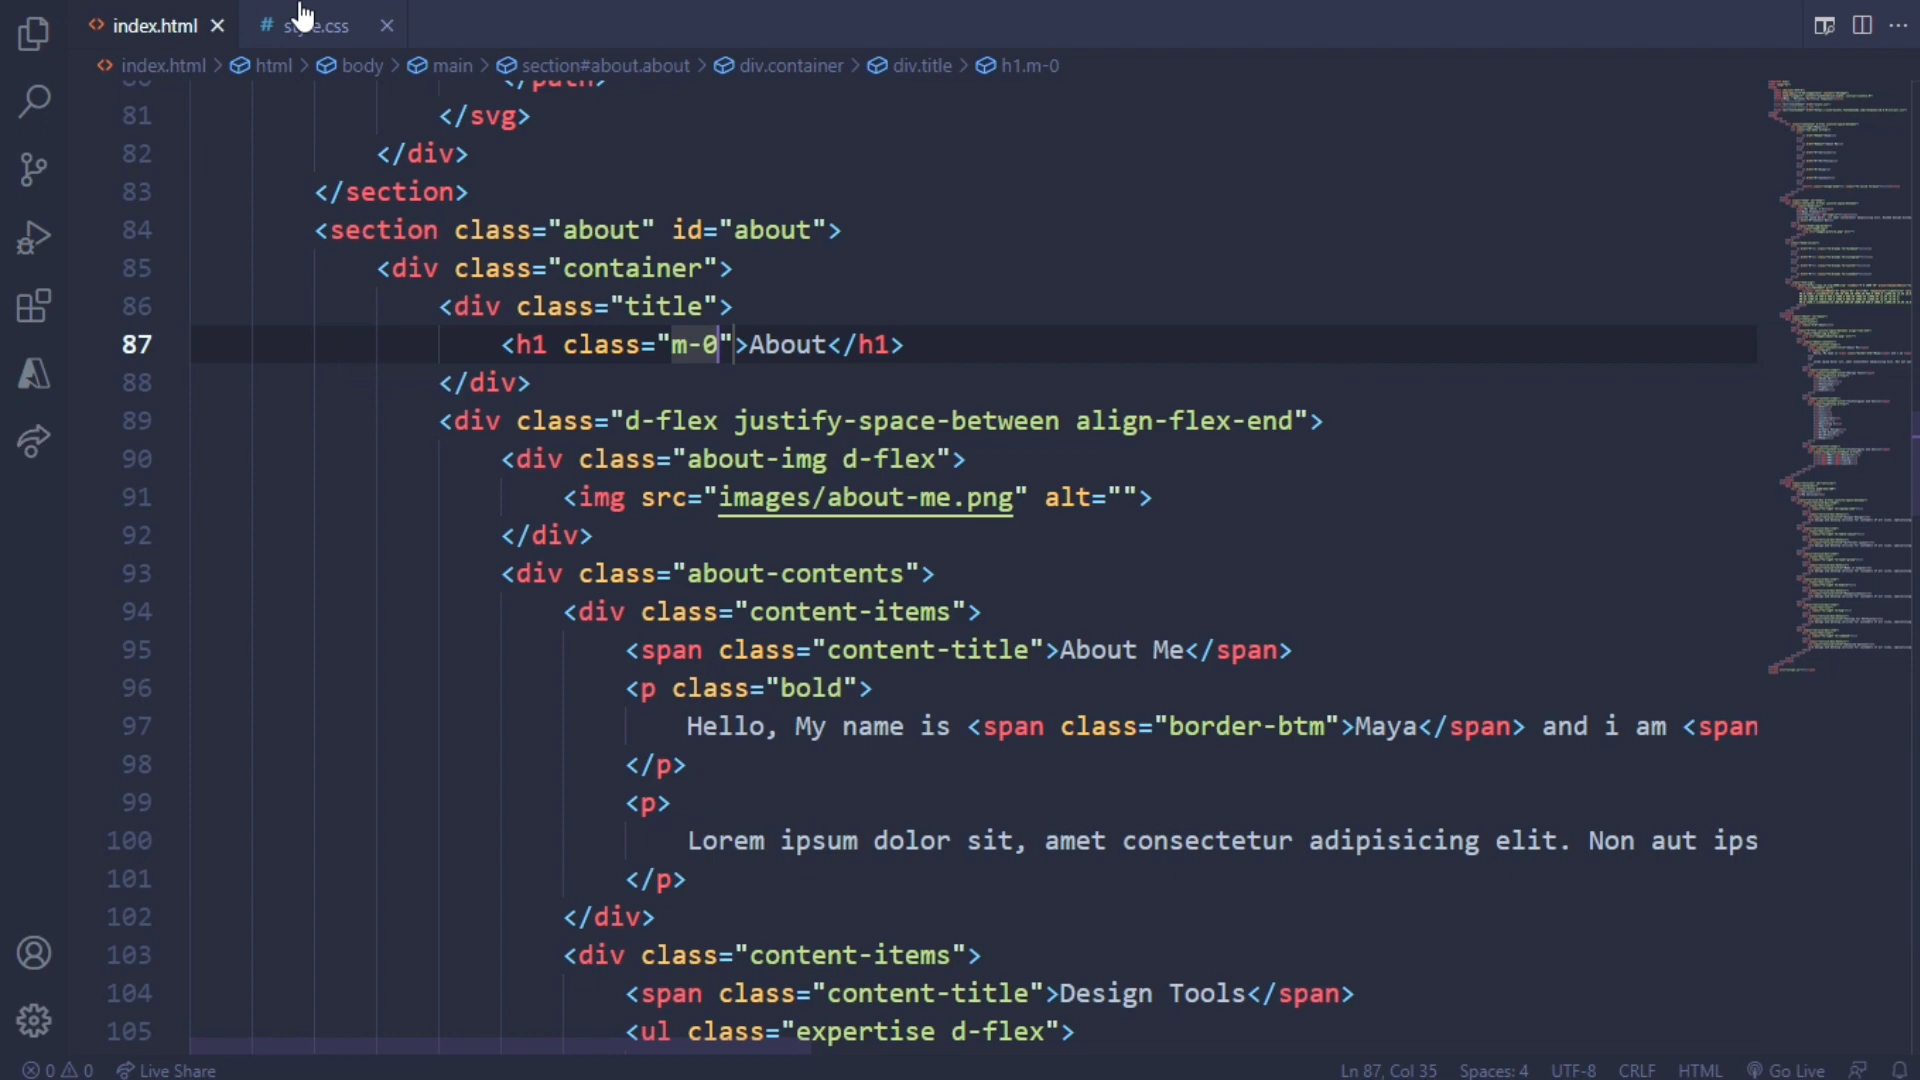 <> index.html × # style.css ×
<> index.html > html > body > main > section#about.about > div.container > div.title > h1.m-0
80 </path>
81 </svg>
82 </div>
83 </section>
84 <section class="about" id="about">
85 <div class="container">
86 <div class="title">
87 <h1 class="m-0">About</h1>
88 </div>
89 <div class="d-flex justify-space-between align-flex-end">
90 <div class="about-img d-flex">
91 <img src="images/about-me.png" alt="">
92 </div>
93 <div class="about-contents">
94 <div class="content-items">
95 <span class="content-title">About Me</span>
96 <p class="bold">
97 Hello, My name is <span class="border-btm">Maya</span> and i am <span
98 </p>
99 <p>
100 Lorem ipsum dolor sit, amet consectetur adipisicing elit. Non aut ips
101 </p>
102 </div>
103 <div class="content-items">
104 <span class="content-title">Design Tools</span>
105 <ul class="expertise d-flex">
0 0 Live Share Ln 87, Col 35 Spaces: 4 UTF-8 CRLF HTML Go Live